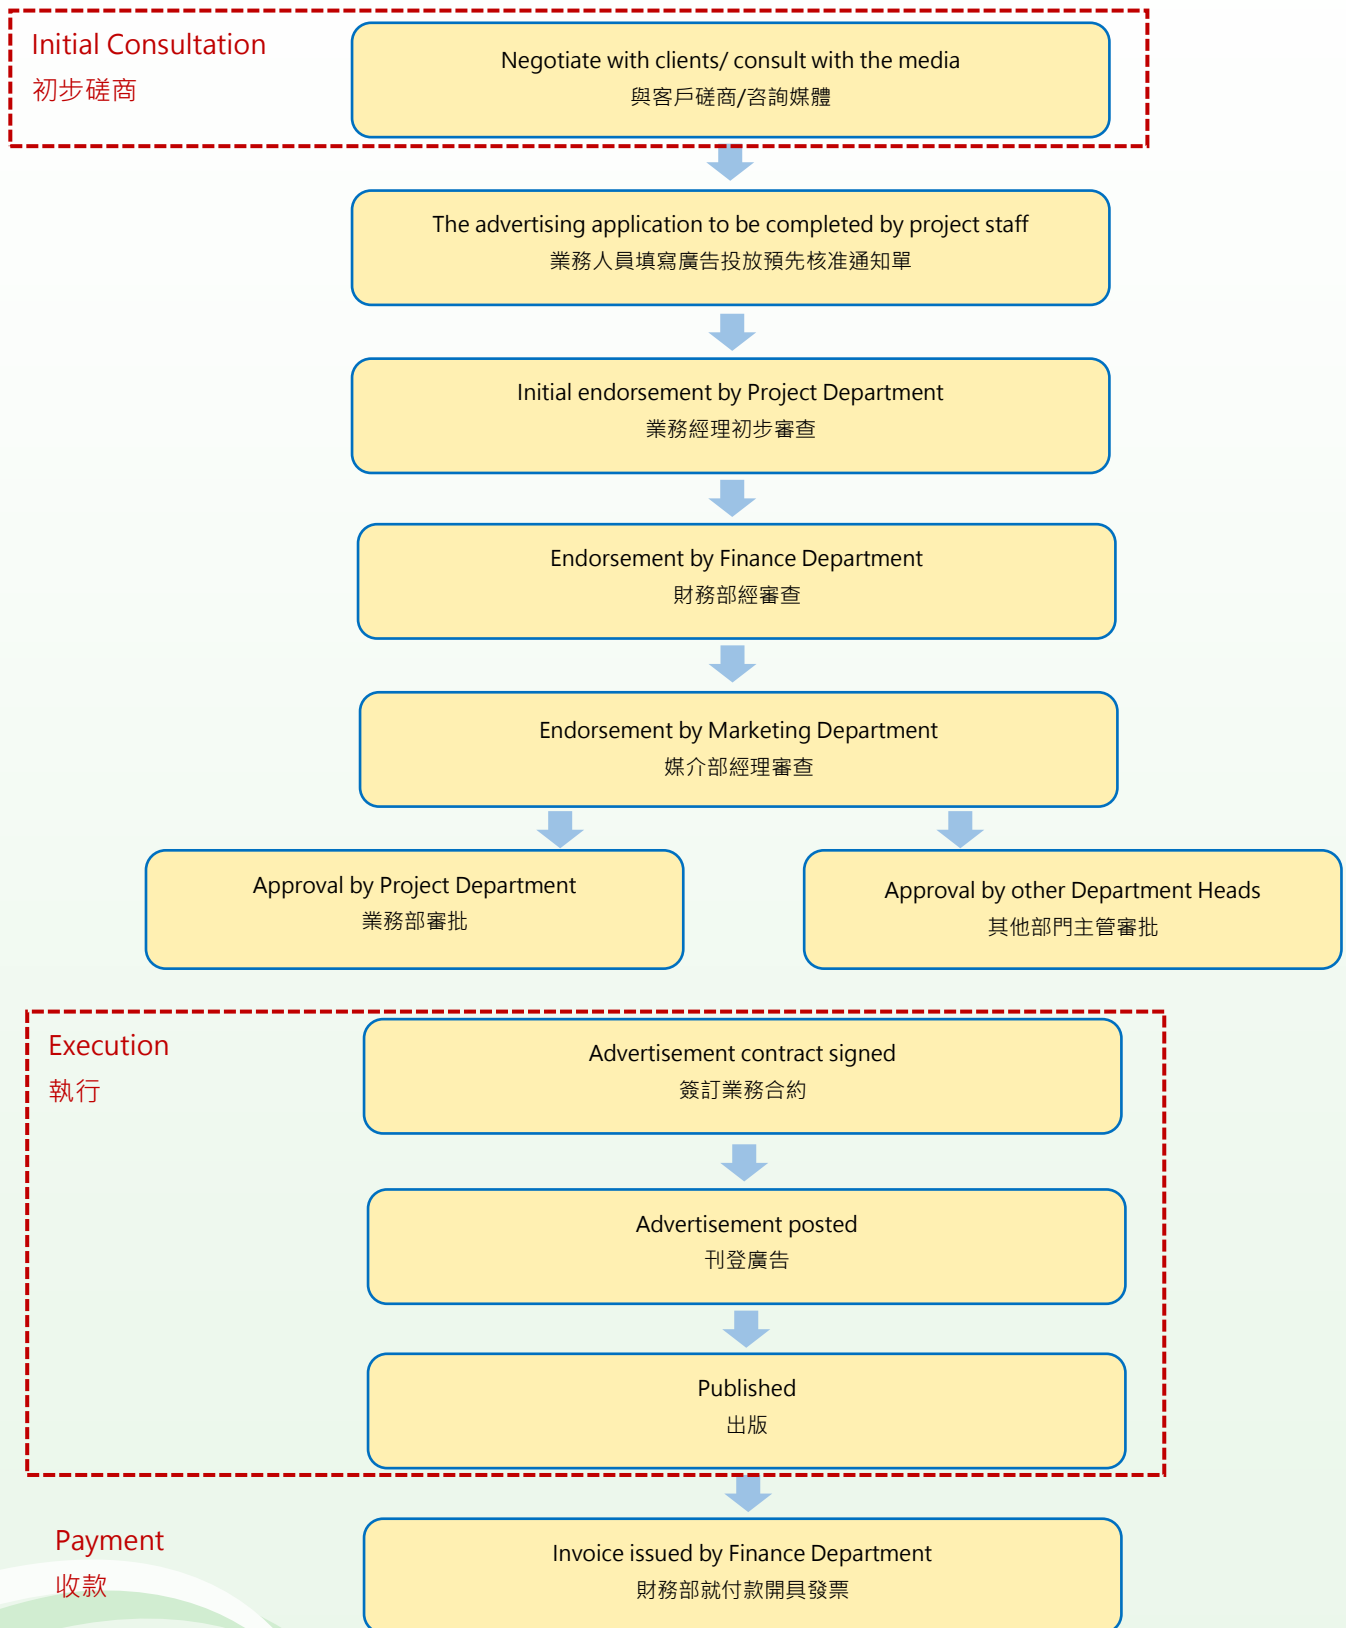 Initial Consultation
初步磋商
Negotiate with clients/ consult with the media
與客戶磋商/咨詢媒體
The advertising application to be completed by project staff
業務人員填寫廣告投放預先核准通知單
Initial endorsement by Project Department
業務經理初步審查
Endorsement by Finance Department
財務部經審查
Endorsement by Marketing Department
媒介部經理審查
Approval by Project Department
業務部審批
Approval by other Department Heads
其他部門主管審批
Execution
執行
Advertisement contract signed
簽訂業務合約
Advertisement posted
刊登廣告
Published
出版
Payment
收款
Invoice issued by Finance Department
財務部就付款開具發票